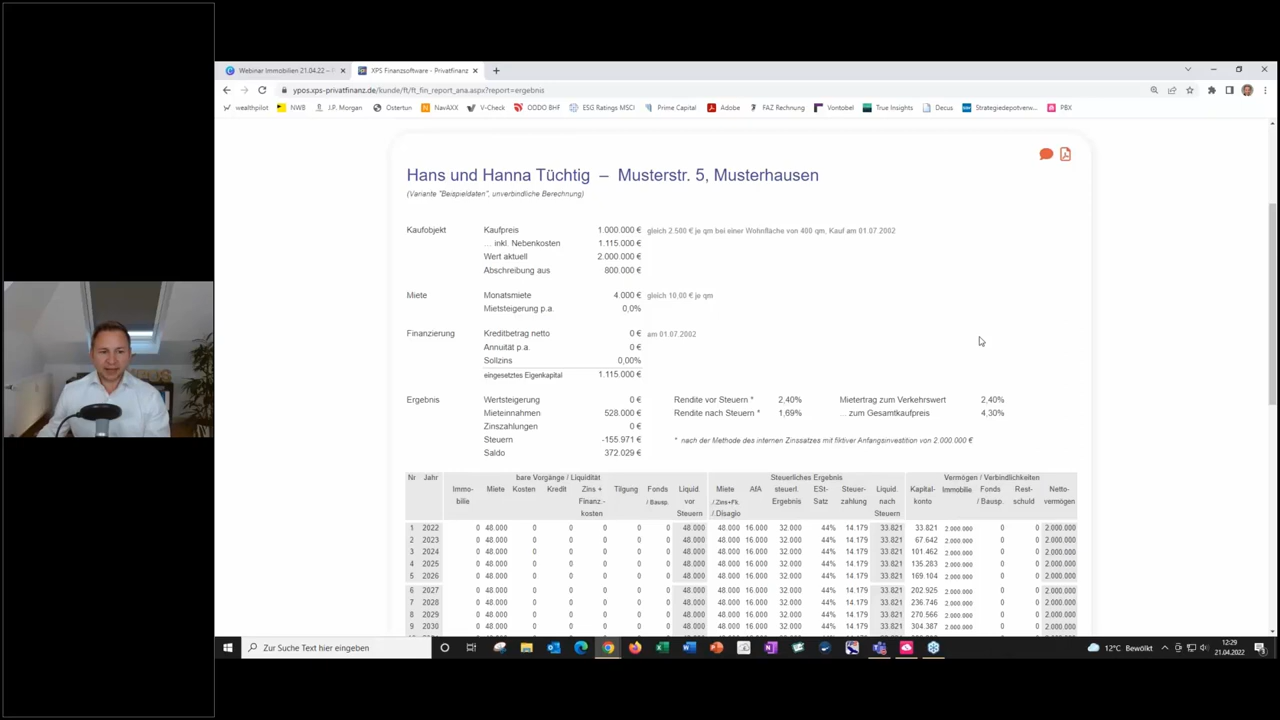 Webinar Immobilien 21.04.22 –
XPS Finanzsoftware - Privatfinanz
ypos.xps-privatfinanz.de/kunde/ft/ft_fin_report_ana.aspx?report=ergebnis
wealthpilot NWB J.P. Morgan Ostertun NavAXX V-Check ODDO BHF ESG Ratings MSCI Prime Capital Adobe FAZ Rechnung Vontobel True Insights Decus Strategiedepotverw... PBX
Hans und Hanna Tüchtig – Musterstr. 5, Musterhausen
(Variante "Beispieldaten", unverbindliche Berechnung)
Kaufobjekt Kaufpreis 1.000.000 € gleich 2.500 € je qm bei einer Wohnfläche von 400 qm, Kauf am 01.07.2002
... inkl. Nebenkosten 1.115.000 €
Wert aktuell 2.000.000 €
Abschreibung aus 800.000 €
Miete Monatsmiete 4.000 € gleich 10,00 € je qm
Mietsteigerung p.a. 0,0%
Finanzierung Kreditbetrag netto 0 € am 01.07.2002
Annuität p.a. 0 €
Sollzins 0,00%
eingesetztes Eigenkapital 1.115.000 €
Ergebnis Wertsteigerung 0 € Rendite vor Steuern * 2,40% Mietertrag zum Verkehrswert 2,40%
Mieteinnahmen 528.000 € Rendite nach Steuern * 1,69% ... zum Gesamtkaufpreis 4,30%
Zinszahlungen 0 €
Steuern -155.971 € * nach der Methode des internen Zinssatzes mit fiktiver Anfangsinvestition von 2.000.000 €
Saldo 372.029 €
Nr Jahr bare Vorgänge / Liquidität Steuerliches Ergebnis Vermögen / Verbindlichkeiten
Immo- Miete Kosten Kredit Zins + Tilgung Fonds Liquid. Miete AfA steuerl. ESt- Steuer- Liquid. Kapital- Immobilie Fonds Rest- Netto-
bilie Finanz.- / Bausp. vor ./.Zins+Fk. Ergebnis Satz zahlung nach konto / Bausp. schuld vermögen
kosten Steuern ./.Disagio Steuern
1 2022 0 48.000 0 0 0 0 0 48.000 48.000 16.000 32.000 44% 14.179 33.821 33.821 2.000.000 0 0 2.000.000
2 2023 0 48.000 0 0 0 0 0 48.000 48.000 16.000 32.000 44% 14.179 33.821 67.642 2.000.000 0 0 2.000.000
3 2024 0 48.000 0 0 0 0 0 48.000 48.000 16.000 32.000 44% 14.179 33.821 101.462 2.000.000 0 0 2.000.000
4 2025 0 48.000 0 0 0 0 0 48.000 48.000 16.000 32.000 44% 14.179 33.821 135.283 2.000.000 0 0 2.000.000
5 2026 0 48.000 0 0 0 0 0 48.000 48.000 16.000 32.000 44% 14.179 33.821 169.104 2.000.000 0 0 2.000.000
6 2027 0 48.000 0 0 0 0 0 48.000 48.000 16.000 32.000 44% 14.179 33.821 202.925 2.000.000 0 0 2.000.000
7 2028 0 48.000 0 0 0 0 0 48.000 48.000 16.000 32.000 44% 14.179 33.821 236.746 2.000.000 0 0 2.000.000
8 2029 0 48.000 0 0 0 0 0 48.000 48.000 16.000 32.000 44% 14.179 33.821 270.566 2.000.000 0 0 2.000.000
9 2030 0 48.000 0 0 0 0 0 48.000 48.000 16.000 32.000 44% 14.179 33.821 304.387 2.000.000 0 0 2.000.000
Zur Suche Text hier eingeben
12°C Bewölkt
12:29
21.04.2022